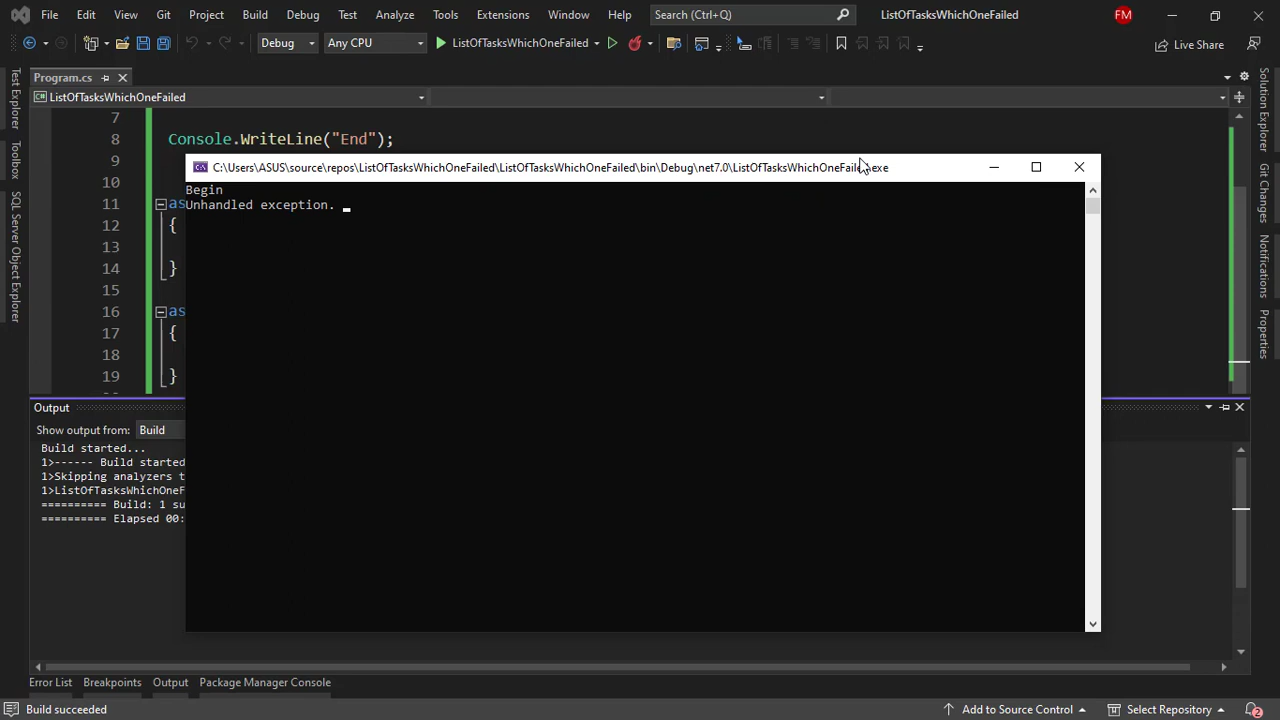 File Edit View Git Project Build Debug Test Analyze Tools Extensions Window Help Search (Ctrl+Q) ListOfTasksWhichOneFailed FM
Debug Any CPU ListOfTasksWhichOneFailed Live Share
Program.cs
ListOfTasksWhichOneFailed
7
8 Console.WriteLine("End");
9
C:\Users\ASUS\source\repos\ListOfTasksWhichOneFailed\ListOfTasksWhichOneFailed\bin\Debug\net7.0\ListOfTasksWhichOneFailed.exe
10
Begin
11 as
Unhandled exception.
12 {
13
14 }
15
16 as
17 {
18
19 }
Output
Show output from: Build
Build started...
1>------ Build started
1>Skipping analyzers t
1>ListOfTasksWhichOneF
========== Build: 1 su
========== Elapsed 00:
Error List Breakpoints Output Package Manager Console
Build succeeded Add to Source Control Select Repository 2
Test Explorer
Toolbox
SQL Server Object Explorer
Solution Explorer
Git Changes
Notifications
Properties